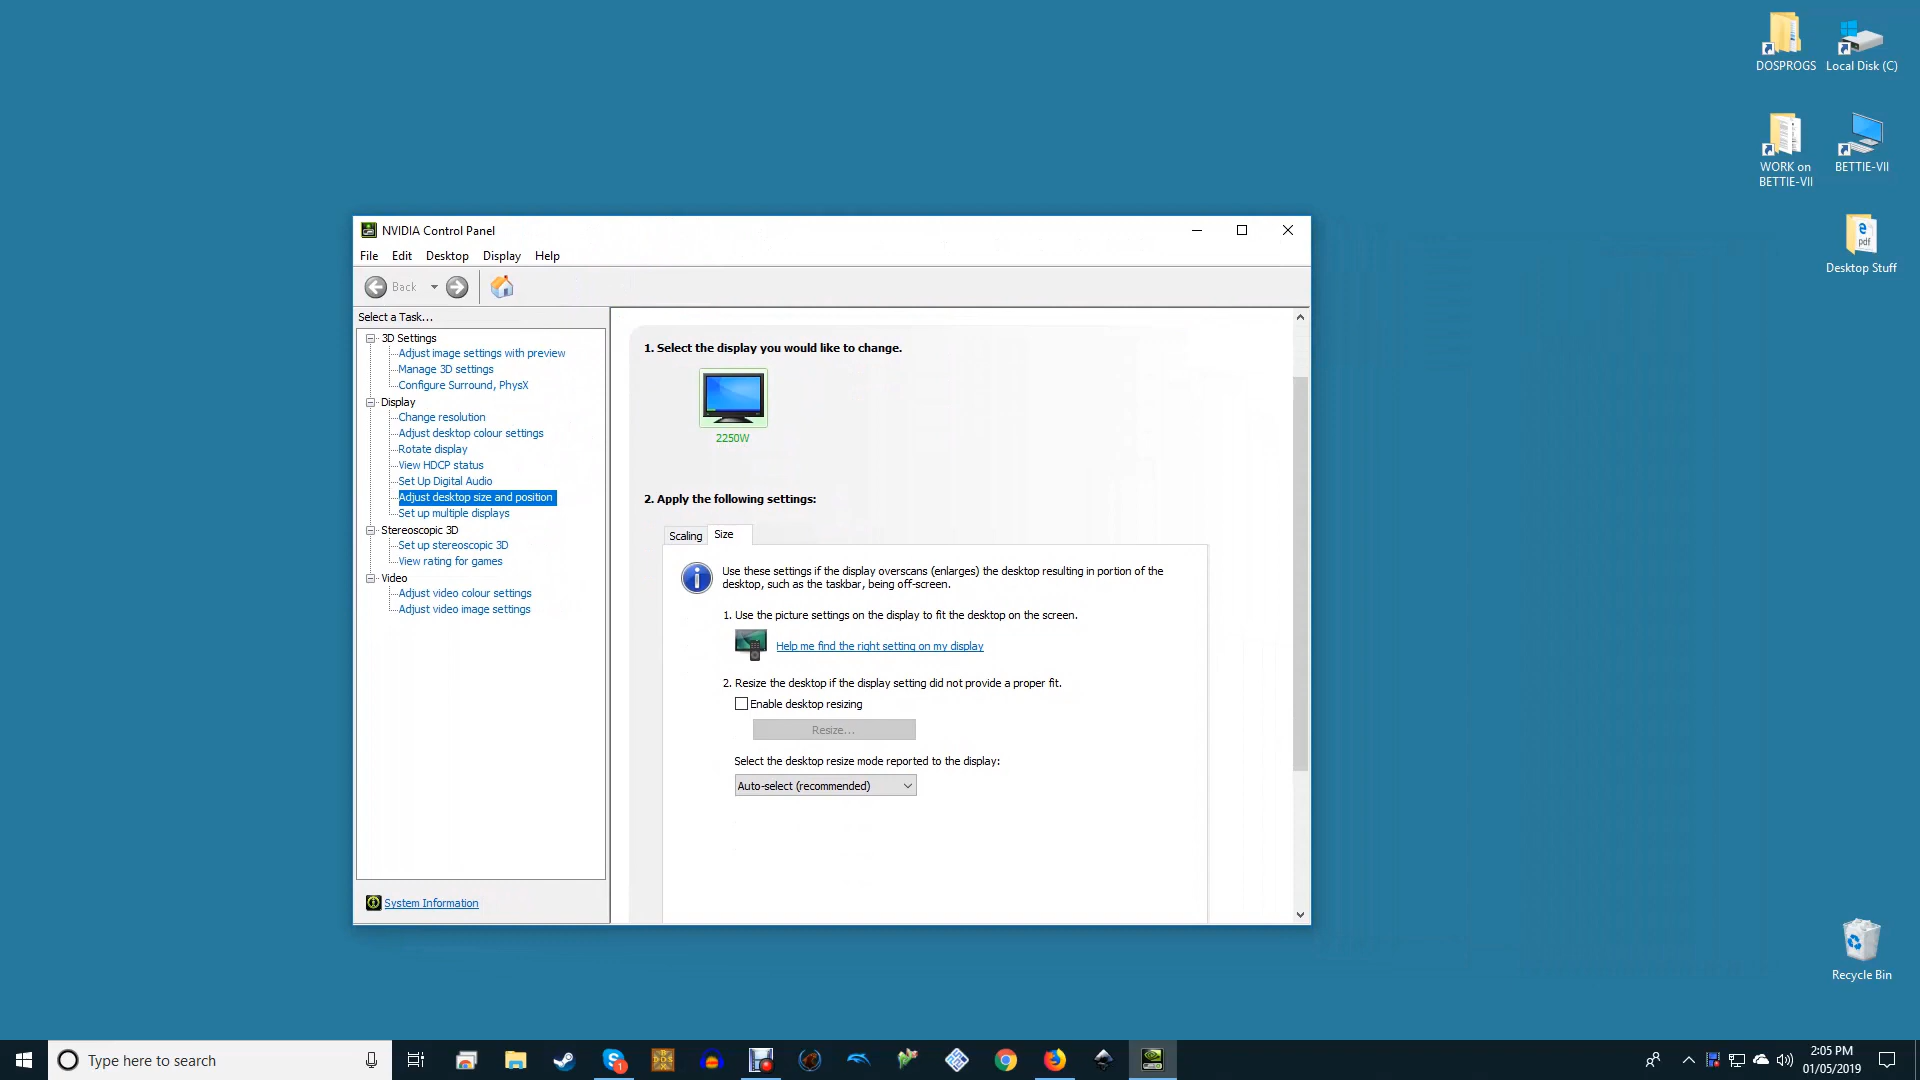 DOSPROGS
Local Disk (C)
WORK on
BETTIE-VII
BETTIE-VII
pdf
Desktop Stuff
NVIDIA Control Panel
File Edit Desktop Display Help
Back
Select a Task...
3D Settings
Adjust image settings with preview
Manage 3D settings
Configure Surround, PhysX
Display
Change resolution
Adjust desktop colour settings
Rotate display
View HDCP status
Set Up Digital Audio
Adjust desktop size and position
Set up multiple displays
Stereoscopic 3D
Set up stereoscopic 3D
View rating for games
Video
Adjust video colour settings
Adjust video image settings
System Information
1. Select the display you would like to change.
2250W
2. Apply the following settings:
Scaling Size
Use these settings if the display overscans (enlarges) the desktop resulting in portion of the
desktop, such as the taskbar, being off-screen.
1. Use the picture settings on the display to fit the desktop on the screen.
Help me find the right setting on my display
2. Resize the desktop if the display setting did not provide a proper fit.
Enable desktop resizing
Resize...
Select the desktop resize mode reported to the display:
Auto-select (recommended)
Recycle Bin
Type here to search
DOS
2:05 PM
01/05/2019